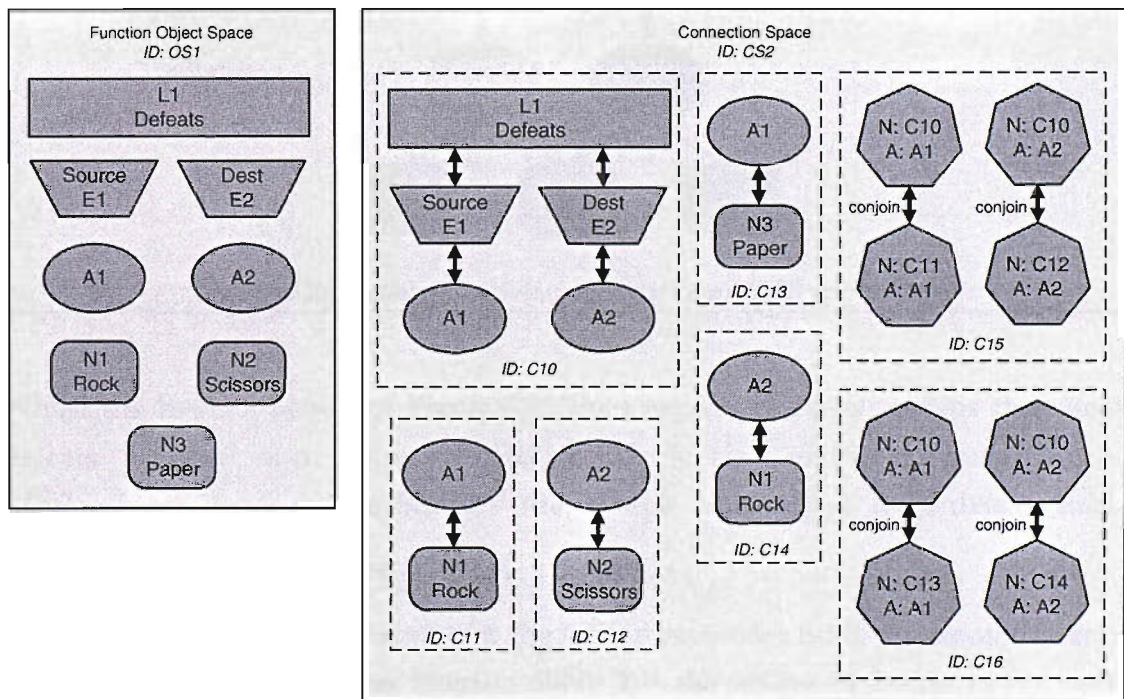 Function Object Space
ID: OS1
L1
Defeats
Source
E1
Dest
E2
A1
A2
N1
Rock
N2
Scissors
N3
Paper
Connection Space
ID: CS2
L1
Defeats
Source
E1
Dest
E2
A1
A2
ID: C10
A1
N3
Paper
ID: C13
A2
N1
Rock
ID: C14
A1
N1
Rock
ID: C11
A2
N2
Scissors
ID: C12
N: C10
A: A1
N: C10
A: A2
conjoin
conjoin
N: C11
A: A1
N: C12
A: A2
ID: C15
N: C10
A: A1
N: C10
A: A2
conjoin
conjoin
N: C13
A: A1
N: C14
A: A2
ID: C16